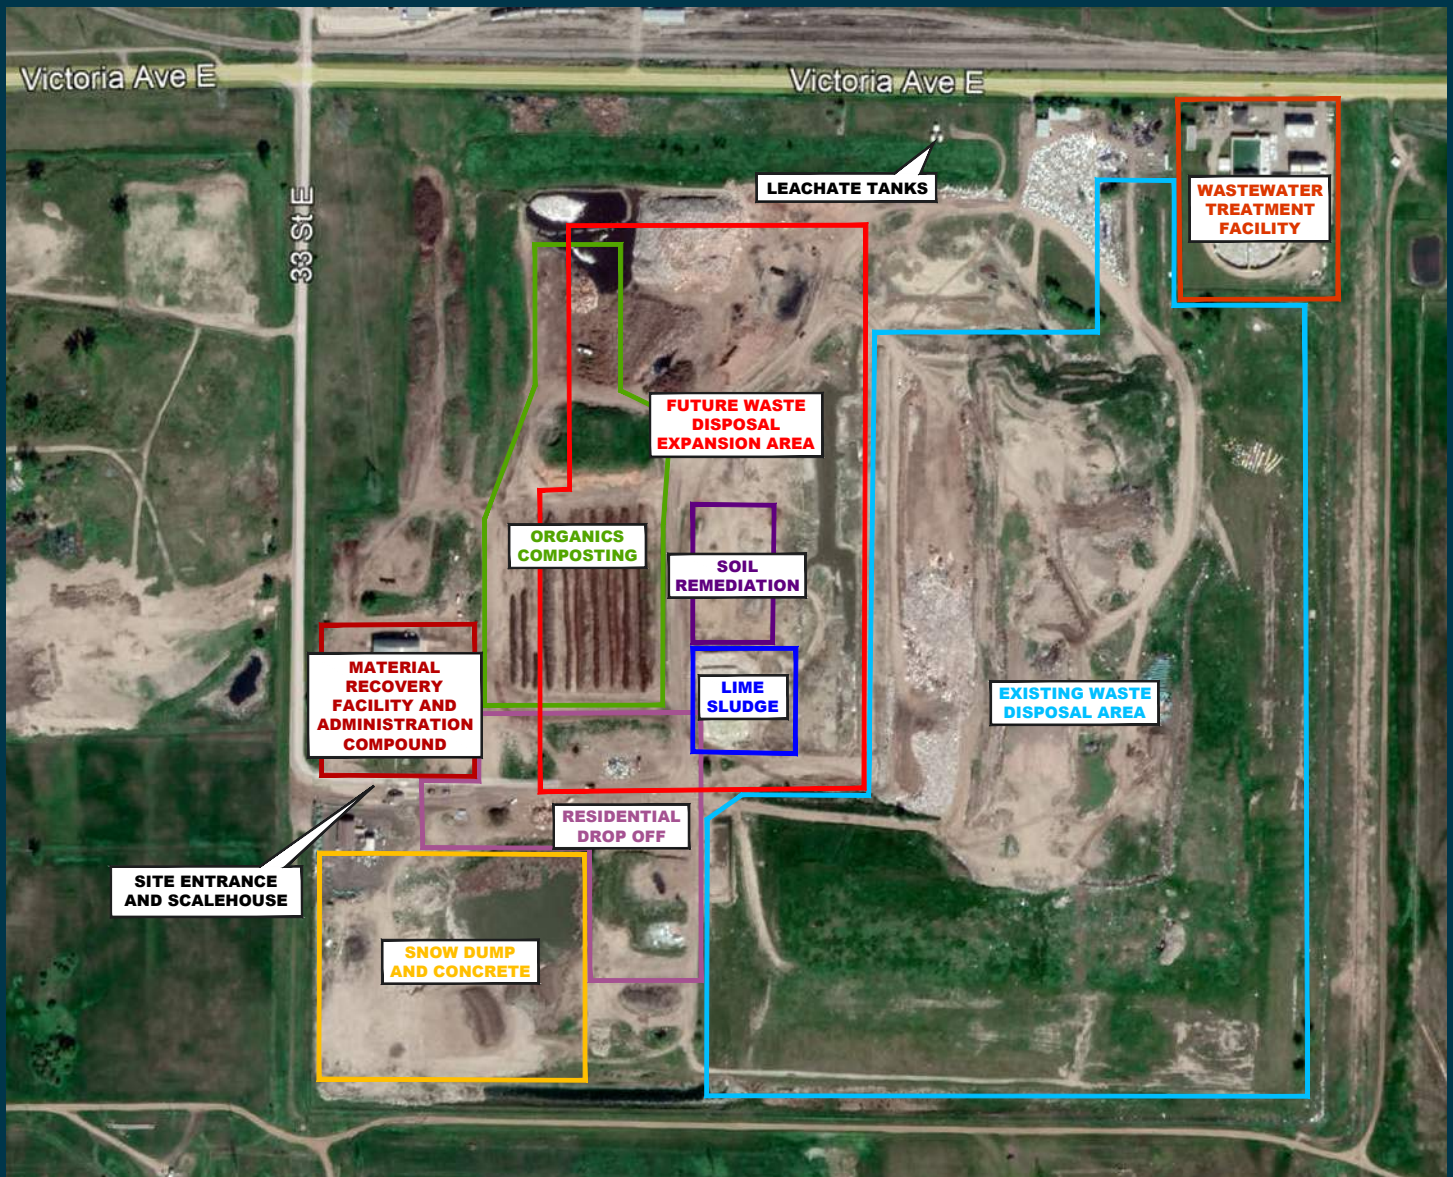 Victoria Ave E
Victoria Ave E
33 St E
LEACHATE TANKS
WASTEWATER
TREATMENT
FACILITY
FUTURE WASTE
DISPOSAL
EXPANSION AREA
ORGANICS
COMPOSTING
SOIL
REMEDIATION
MATERIAL
RECOVERY
FACILITY AND
ADMINISTRATION
COMPOUND
LIME
SLUDGE
EXISTING WASTE
DISPOSAL AREA
RESIDENTIAL
DROP OFF
SITE ENTRANCE
AND SCALEHOUSE
SNOW DUMP
AND CONCRETE